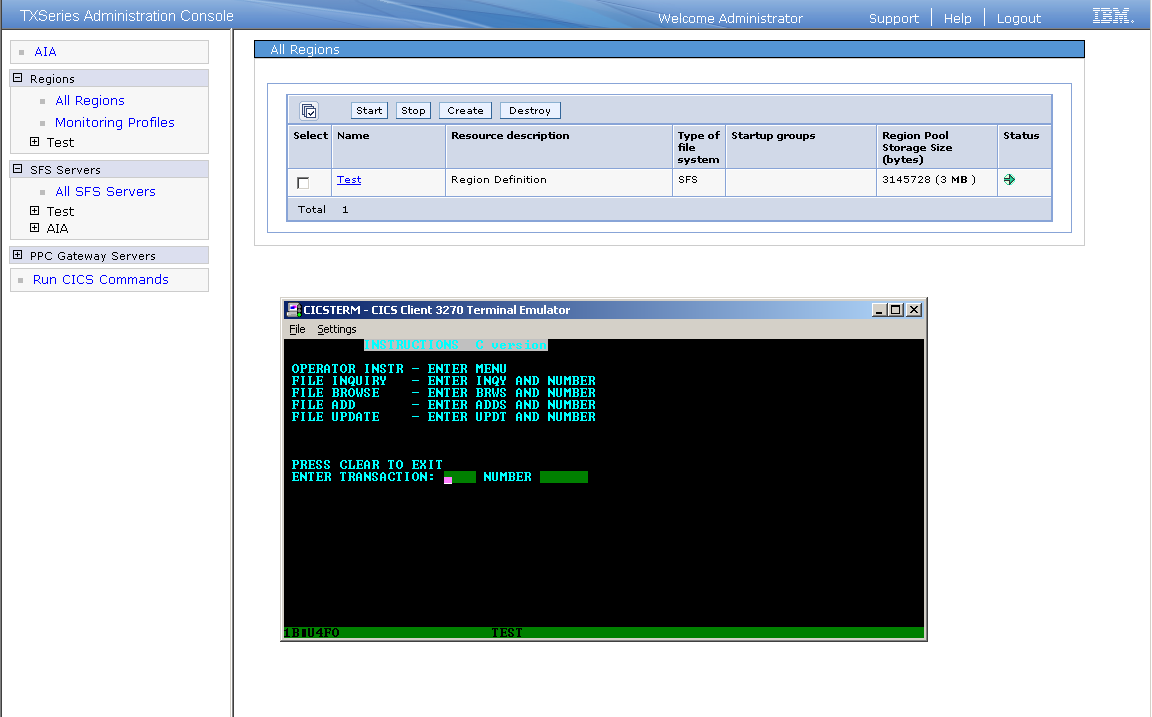 TXSeries Administration Console
Welcome Administrator
Support Help Logout
IBM.
AIA
Regions
All Regions
Monitoring Profiles
Test
SFS Servers
All SFS Servers
Test
AIA
PPC Gateway Servers
Run CICS Commands
All Regions
Start Stop Create Destroy
Select Name Resource description Type of file system Startup groups Region Pool Storage Size (bytes) Status
Test Region Definition SFS 3145728 (3 MB )
Total 1
CICSTERM - CICS Client 3270 Terminal Emulator
File Settings
INSTRUCTIONS C version
OPERATOR INSTR - ENTER MENU
FILE INQUIRY - ENTER INQY AND NUMBER
FILE BROWSE - ENTER BRWS AND NUMBER
FILE ADD - ENTER ADDS AND NUMBER
FILE UPDATE - ENTER UPDT AND NUMBER
PRESS CLEAR TO EXIT
ENTER TRANSACTION: NUMBER
TEST